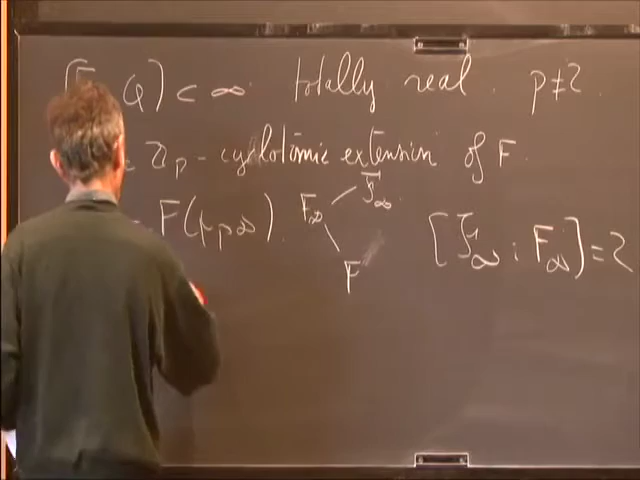 (F Q) < ∞ totally real. p ≠ 2.
= ℤp - cyclotomic extension of F.
= F(μp∞). F∞ 𝓕∞. [𝓕∞ : F∞] = 2
F